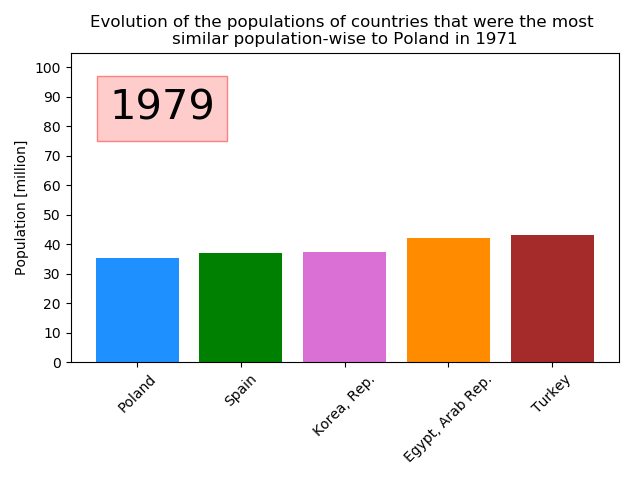 Evolution of the populations of countries that were the most
similar population-wise to Poland in 1971
1979
Population [million]
100
90
80
70
60
50
40
30
20
10
0
Poland
Spain
Korea, Rep.
Egypt, Arab Rep.
Turkey